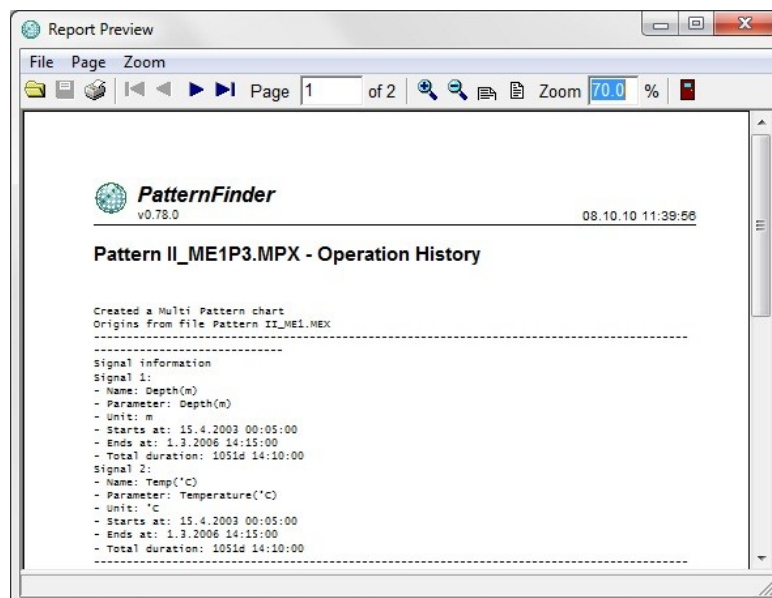 Report Preview
File Page Zoom
Page 1 of 2 Zoom 70.0 %
PatternFinder
v0.78.0
08.10.10 11:39:56
Pattern II_ME1P3.MPX - Operation History
Created a Multi Pattern chart
Origins from file Pattern II_ME1.MEX
------------------------------------------------------------------------------------------
-----------------------------
Signal information
Signal 1:
- Name: Depth(m)
- Parameter: Depth(m)
- Unit: m
- Starts at: 15.4.2003 00:05:00
- Ends at: 1.3.2006 14:15:00
- Total duration: 1051d 14:10:00
Signal 2:
- Name: Temp(°C)
- Parameter: Temperature(°C)
- Unit: °C
- Starts at: 15.4.2003 00:05:00
- Ends at: 1.3.2006 14:15:00
- Total duration: 1051d 14:10:00
------------------------------------------------------------------------------------------